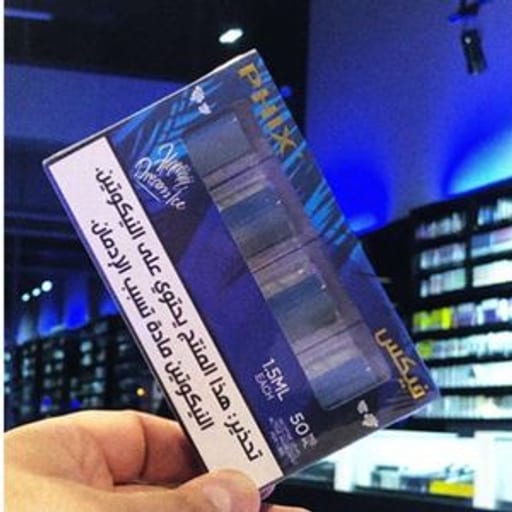 PHIX
فيكس
1.5ML
EACH
50
تحذير: هذا المنتج يحتوي على النيكوتين.
النيكوتين مادة تسبب الإدمان.